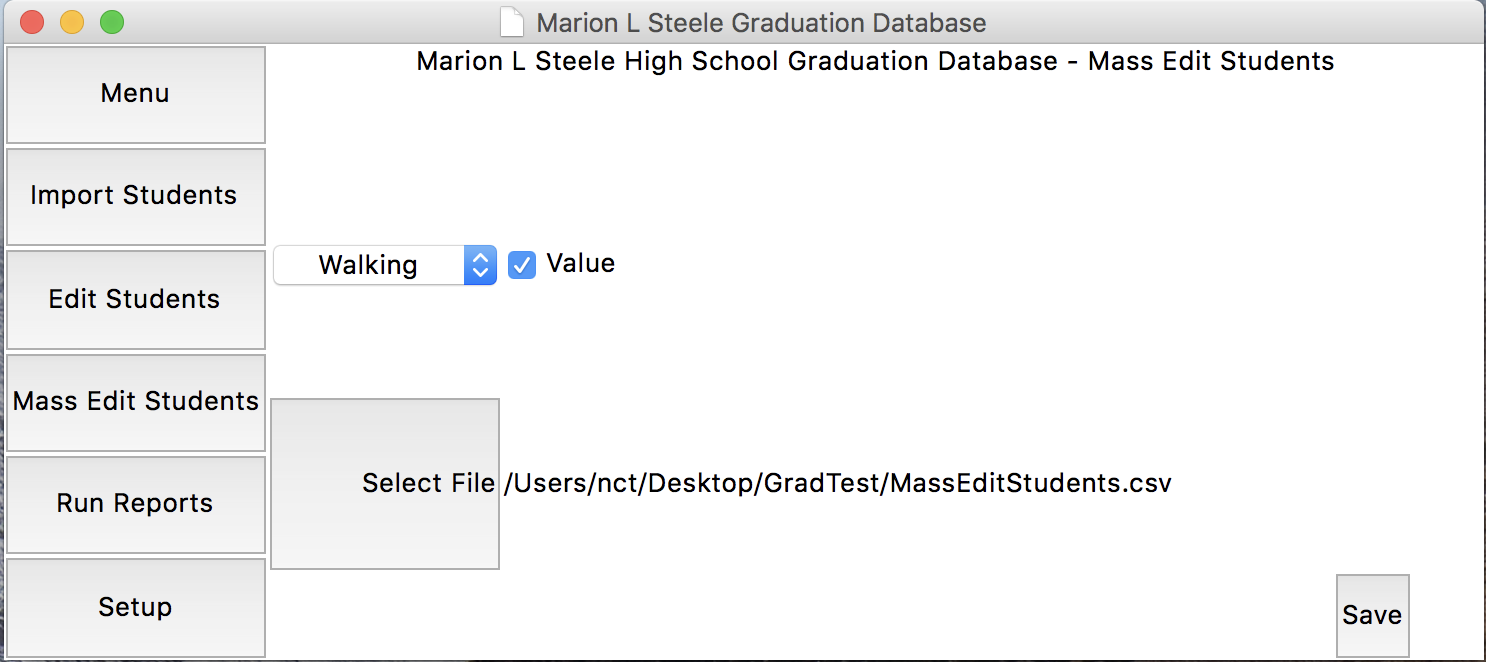 Marion L Steele Graduation Database
Marion L Steele High School Graduation Database - Mass Edit Students
Menu
Import Students
Edit Students
Mass Edit Students
Run Reports
Setup
Walking
Value
Select File /Users/nct/Desktop/GradTest/MassEditStudents.csv
Save